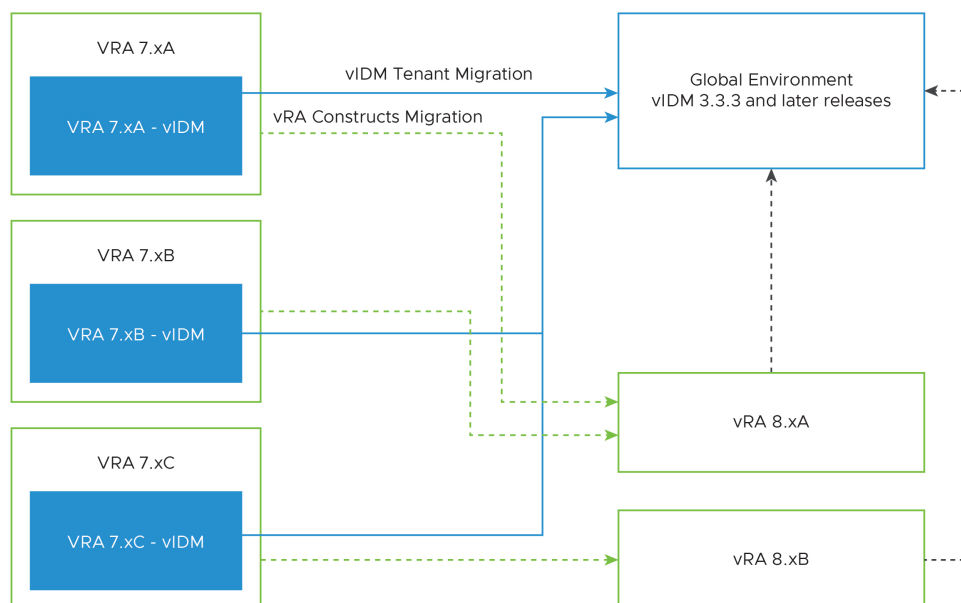 VRA 7.xA
VRA 7.xA - vIDM
vIDM Tenant Migration
vRA Constructs Migration
Global Environment
vIDM 3.3.3 and later releases
VRA 7.xB
VRA 7.xB - vIDM
vRA 8.xA
VRA 7.xC
VRA 7.xC - vIDM
vRA 8.xB